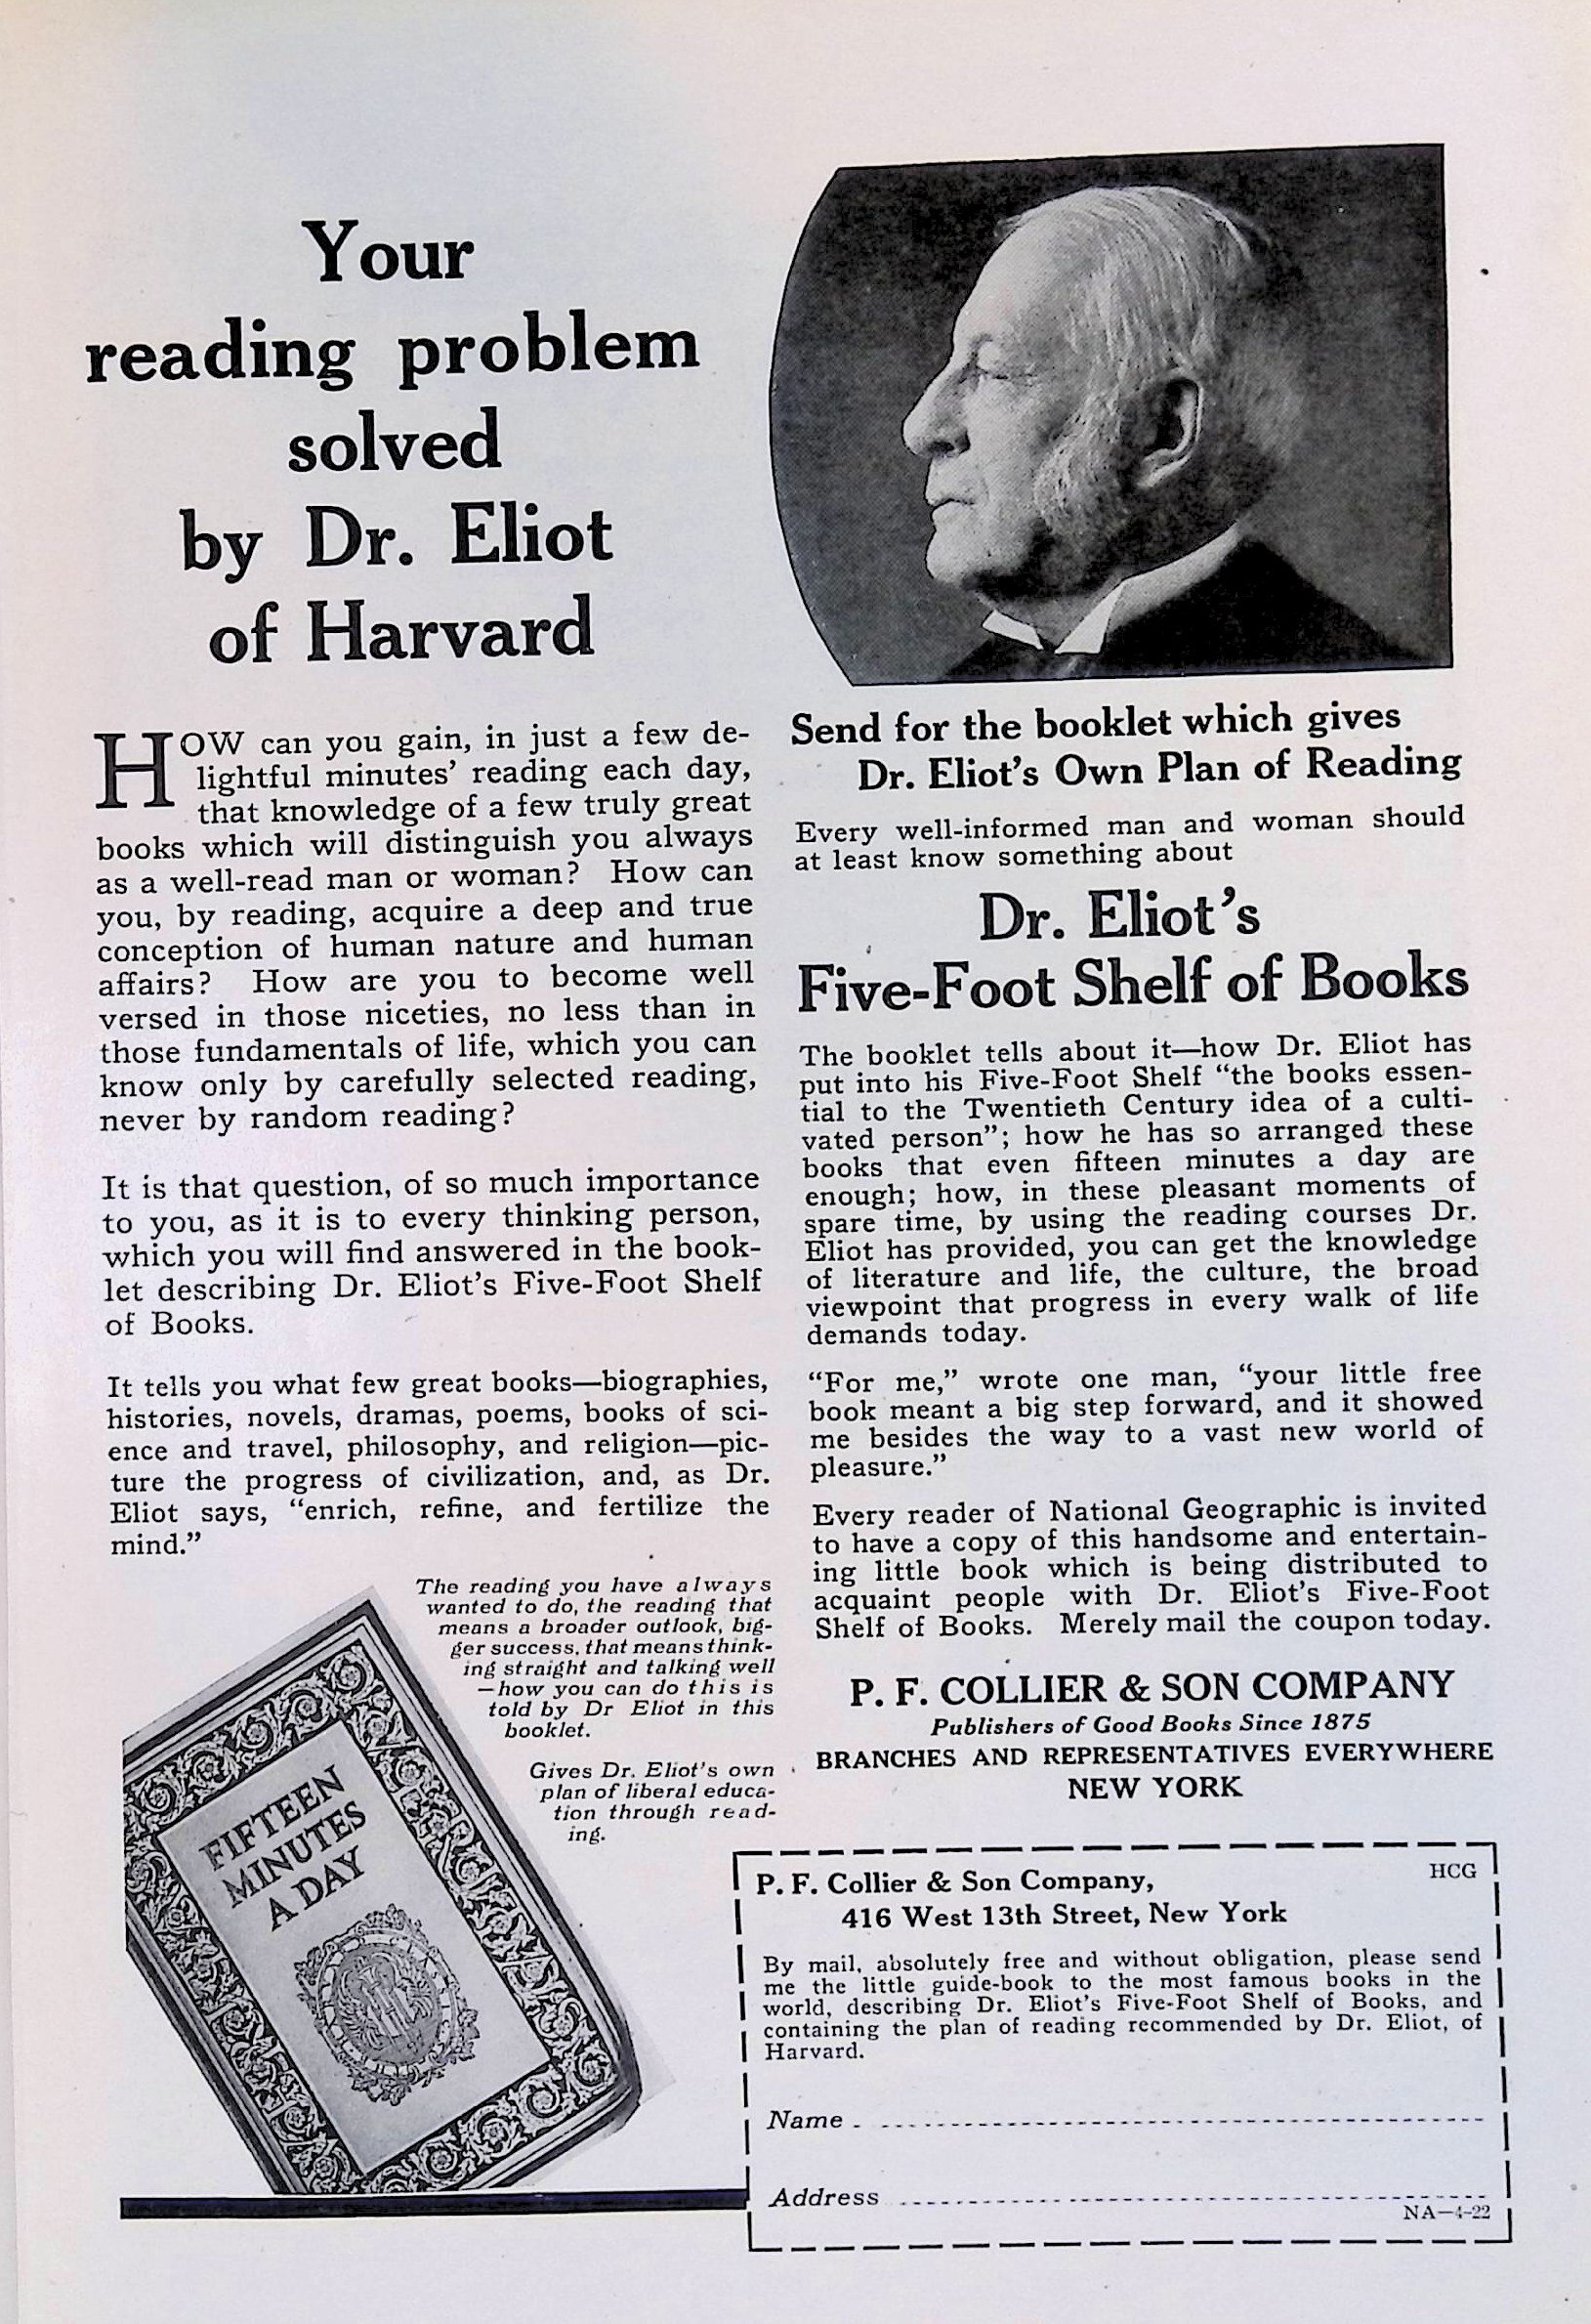 Your
reading problem
solved
by Dr. Eliot
of Harvard
HOW can you gain, in just a few de-
lightful minutes' reading each day,
that knowledge of a few truly great
books which will distinguish you always
as a well-read man or woman? How can
you, by reading, acquire a deep and true
conception of human nature and human
affairs? How are you to become well
versed in those niceties, no less than in
those fundamentals of life, which you can
know only by carefully selected reading,
never by random reading?
It is that question, of so much importance
to you, as it is to every thinking person,
which you will find answered in the book-
let describing Dr. Eliot's Five-Foot Shelf
of Books.
It tells you what few great books—biographies,
histories, novels, dramas, poems, books of sci-
ence and travel, philosophy, and religion—pic-
ture the progress of civilization, and, as Dr.
Eliot says, "enrich, refine, and fertilize the
mind."
The reading you have always
wanted to do, the reading that
means a broader outlook, big-
ger success, that means think-
ing straight and talking well
—how you can do this is
told by Dr Eliot in this
booklet.
Gives Dr. Eliot's own
plan of liberal educa-
tion through read-
ing.
FIFTEEN
MINUTES
A DAY
Send for the booklet which gives
Dr. Eliot's Own Plan of Reading
Every well-informed man and woman should
at least know something about
Dr. Eliot's
Five-Foot Shelf of Books
The booklet tells about it—how Dr. Eliot has
put into his Five-Foot Shelf "the books essen-
tial to the Twentieth Century idea of a culti-
vated person"; how he has so arranged these
books that even fifteen minutes a day are
enough; how, in these pleasant moments of
spare time, by using the reading courses Dr.
Eliot has provided, you can get the knowledge
of literature and life, the culture, the broad
viewpoint that progress in every walk of life
demands today.
"For me," wrote one man, "your little free
book meant a big step forward, and it showed
me besides the way to a vast new world of
pleasure."
Every reader of National Geographic is invited
to have a copy of this handsome and entertain-
ing little book which is being distributed to
acquaint people with Dr. Eliot's Five-Foot
Shelf of Books. Merely mail the coupon today.
P. F. COLLIER & SON COMPANY
Publishers of Good Books Since 1875
BRANCHES AND REPRESENTATIVES EVERYWHERE
NEW YORK
P. F. Collier & Son Company, HCG
416 West 13th Street, New York
By mail, absolutely free and without obligation, please send
me the little guide-book to the most famous books in the
world, describing Dr. Eliot's Five-Foot Shelf of Books, and
containing the plan of reading recommended by Dr. Eliot, of
Harvard.
Name
Address
NA—4-22